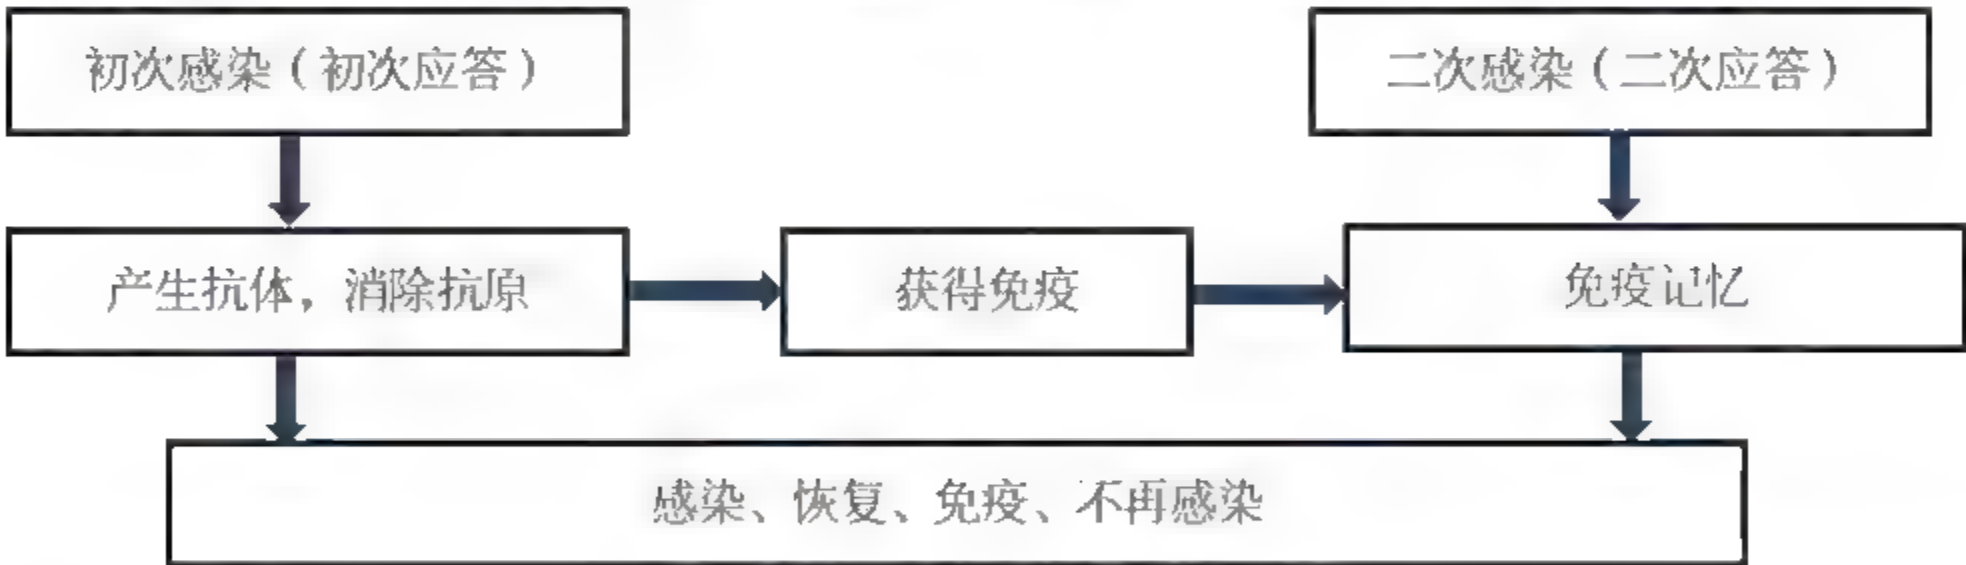 初次感染（初次应答）
二次感染（二次应答）
产生抗体，消除抗原
获得免疫
免疫记忆
感染、恢复、免疫、不再感染